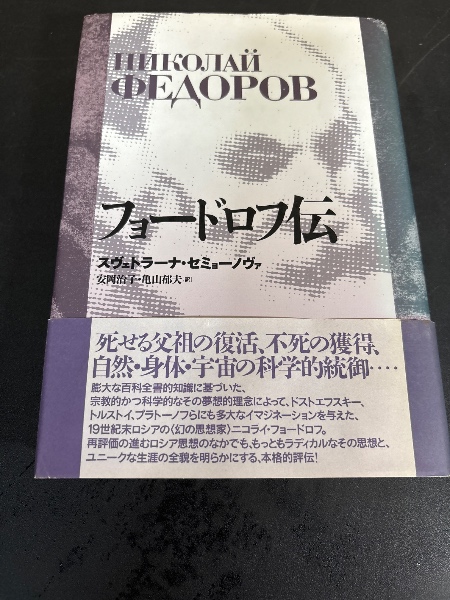 НИКОЛАЙ
ФЕДОРОВ
フョードロフ伝
スヴェトラーナ・セミョーノヴァ
安岡治子・亀山郁夫・訳
死せる父祖の復活、不死の獲得、
自然・身体・宇宙の科学的統御‥‥
膨大な百科全書的知識に基づいた、
宗教的かつ科学的なその夢想的理念によって、ドストエフスキー、
トルストイ、プラトーノフらにも多大なイマジネーションを与えた、
19世紀末ロシアの〈幻の思想家〉ニコライ・フョードロフ。
再評価の進むロシア思想のなかでも、もっともラディカルなその思想と、
ユニークな生涯の全貌を明らかにする、本格的評伝!